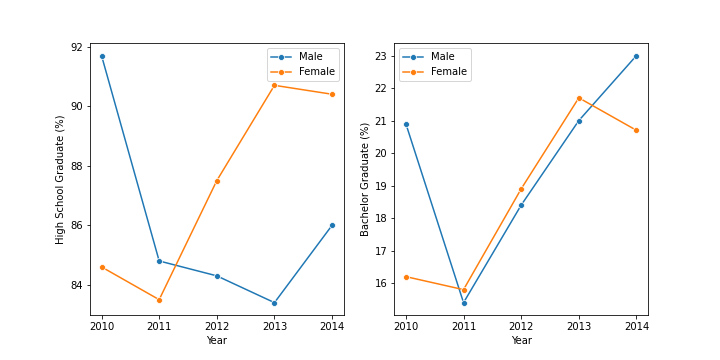 92
90
88
86
84
High School Graduate (%)
Male
Female
2010
2011
2012
2013
2014
Year
23
22
21
20
19
18
17
16
Bachelor Graduate (%)
Male
Female
2010
2011
2012
2013
2014
Year